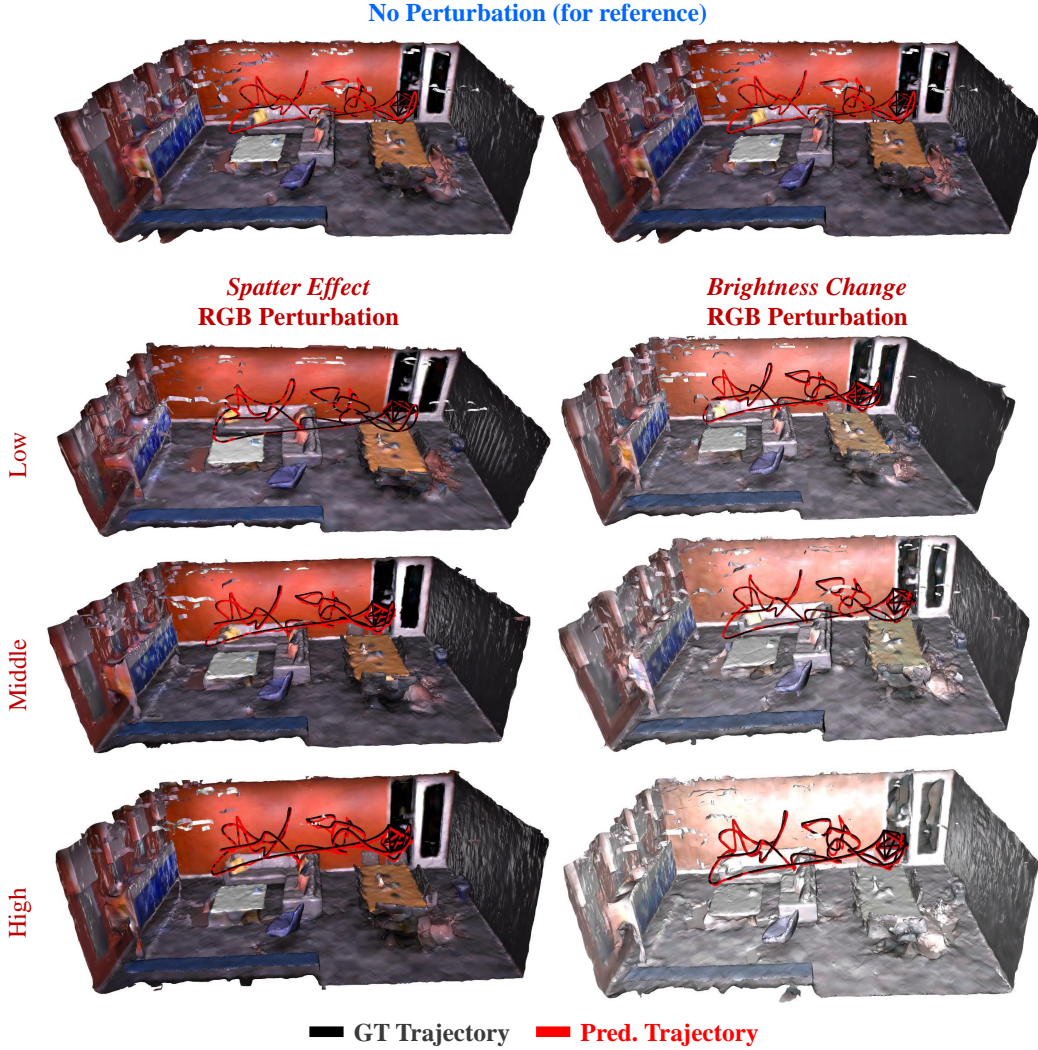 No Perturbation (for reference)
Spatter Effect
RGB Perturbation
Brightness Change
RGB Perturbation
Low
Middle
High
GT Trajectory
Pred. Trajectory